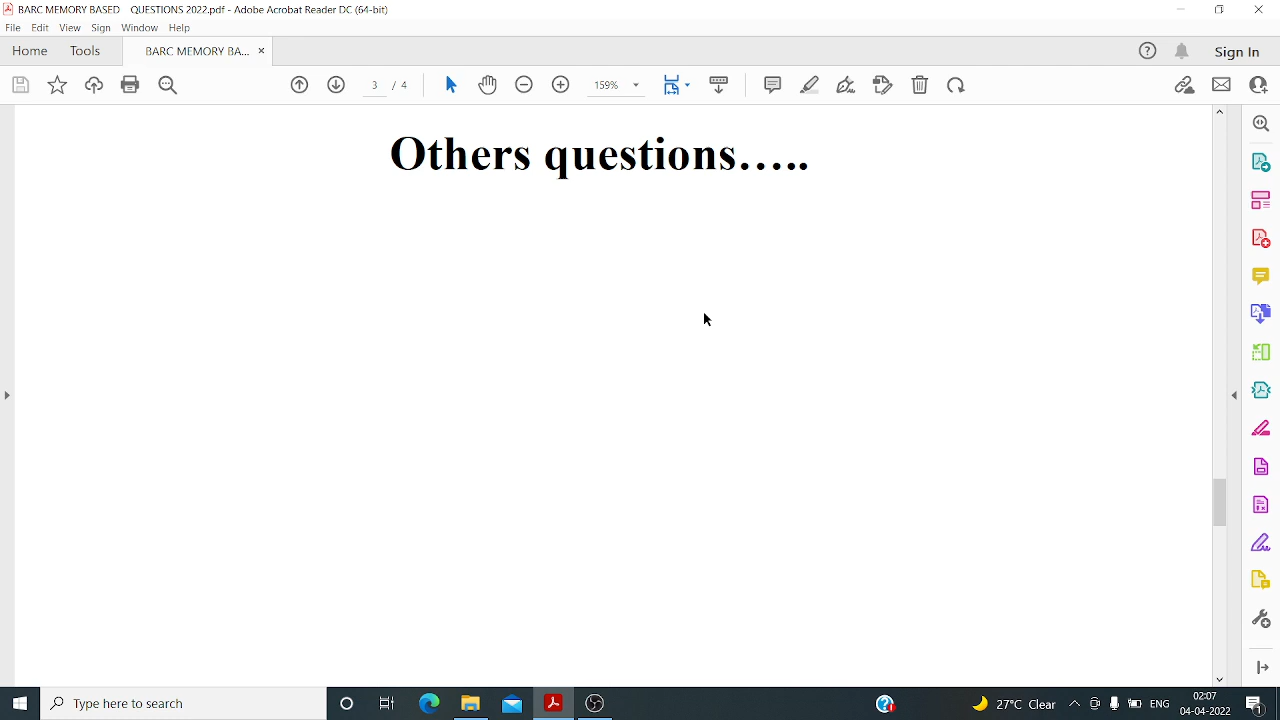 BARC MEMORY BASED QUESTIONS 2022.pdf - Adobe Acrobat Reader DC (64-bit)
File Edit View Sign Window Help
Home Tools BARC MEMORY BA... × Sign In
3 / 4 159%
Others questions…..
Type here to search
27°C Clear ENG
02:07
04-04-2022